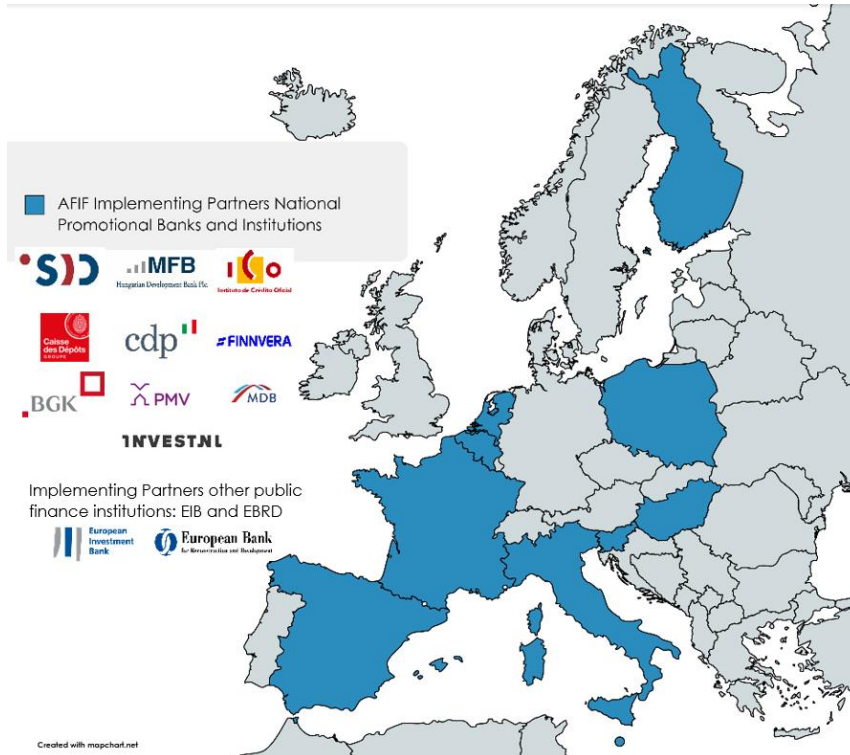 AFIF Implementing Partners National
Promotional Banks and Institutions
SID
MFB
Hungarian Development Bank Plc.
ICO
Instituto de Crédito Oficial
Caisse
des Dépôts
GROUPE
cdp
FINNVERA
BGK
PMV
MDB
INVEST.NL
Implementing Partners other public
finance institutions: EIB and EBRD
European
Investment
Bank
European Bank
for Reconstruction and Development
Created with mapchart.net